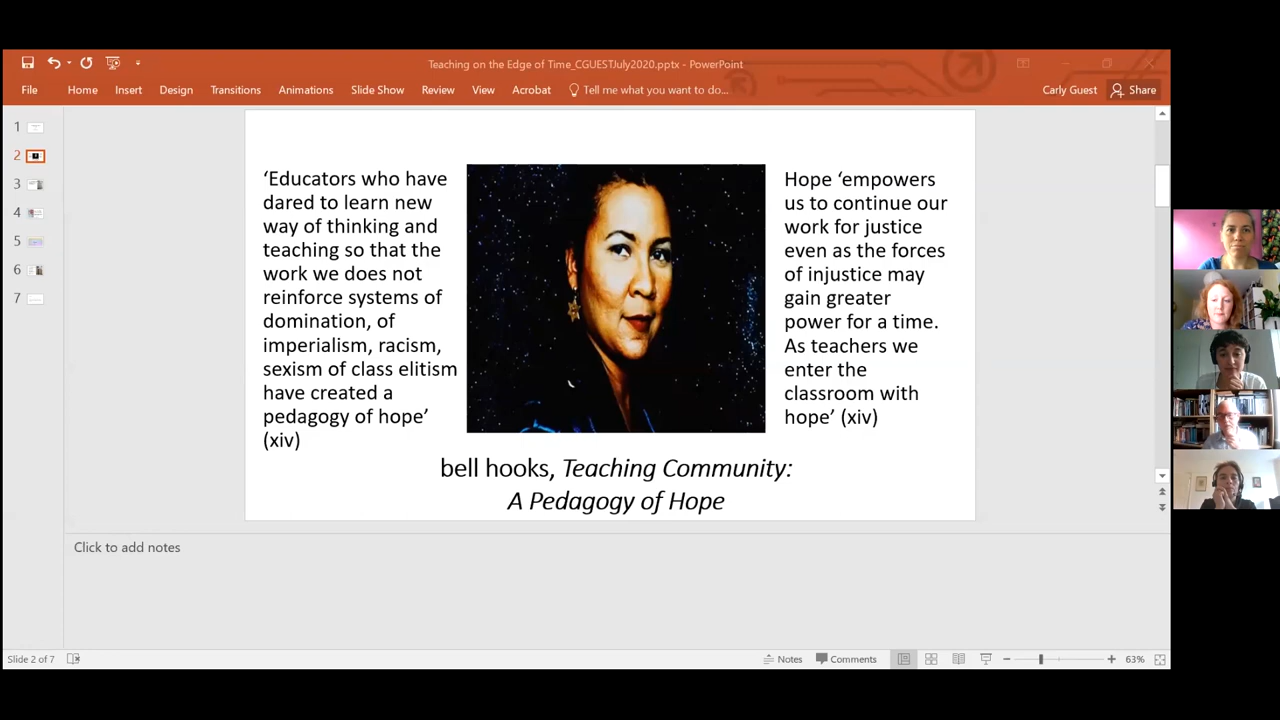 Teaching on the Edge of Time_CGUESTJuly2020.pptx - PowerPoint
File Home Insert Design Transitions Animations Slide Show Review View Acrobat Tell me what you want to do... Carly Guest Share
1
2
3
4
5
6
7
‘Educators who have
dared to learn new
way of thinking and
teaching so that the
work we does not
reinforce systems of
domination, of
imperialism, racism,
sexism of class elitism
have created a
pedagogy of hope’
(xiv)
Hope ‘empowers
us to continue our
work for justice
even as the forces
of injustice may
gain greater
power for a time.
As teachers we
enter the
classroom with
hope’ (xiv)
bell hooks, Teaching Community:
A Pedagogy of Hope
Click to add notes
Slide 2 of 7 Notes Comments 63%